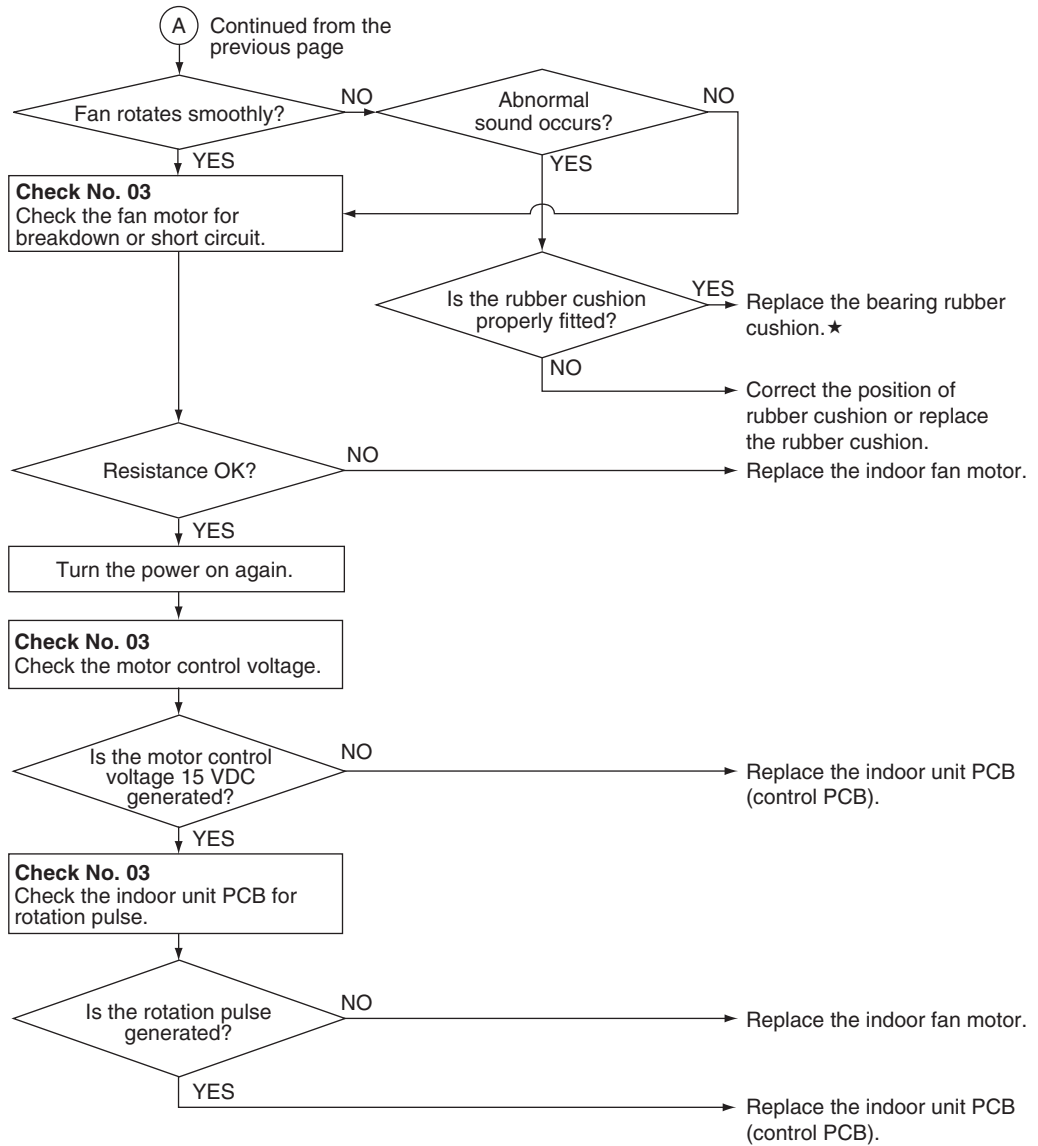 A
Continued from the
previous page
Fan rotates smoothly?
NO
Abnormal
sound occurs?
NO
YES
YES
Check No. 03
Check the fan motor for
breakdown or short circuit.
Is the rubber cushion
properly fitted?
YES
Replace the bearing rubber
cushion.★
NO
Correct the position of
rubber cushion or replace
the rubber cushion.
Resistance OK?
NO
Replace the indoor fan motor.
YES
Turn the power on again.
Check No. 03
Check the motor control voltage.
Is the motor control
voltage 15 VDC
generated?
NO
Replace the indoor unit PCB
(control PCB).
YES
Check No. 03
Check the indoor unit PCB for
rotation pulse.
Is the rotation pulse
generated?
NO
Replace the indoor fan motor.
YES
Replace the indoor unit PCB
(control PCB).